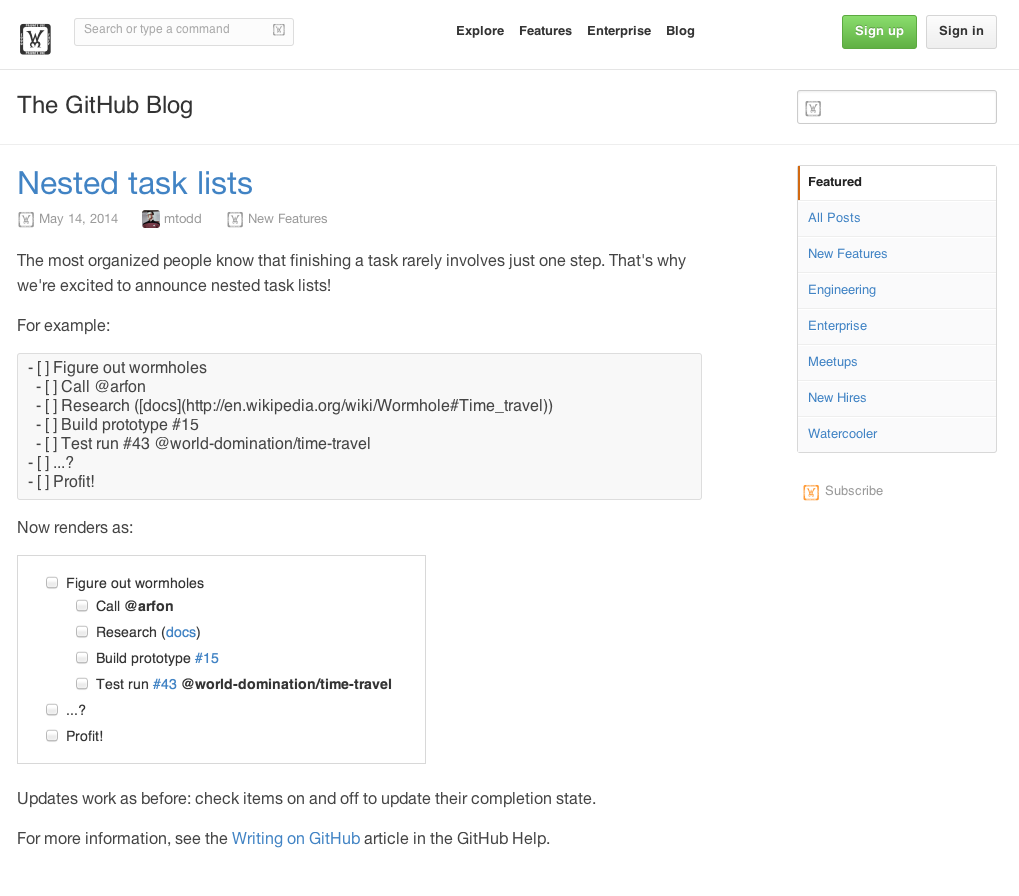 Search or type a command
Explore Features Enterprise Blog
Sign up Sign in
The GitHub Blog
Nested task lists
May 14, 2014 mtodd New Features
The most organized people know that finishing a task rarely involves just one step. That's why
we're excited to announce nested task lists!
For example:
- [ ] Figure out wormholes
- [ ] Call @arfon
- [ ] Research ([docs](http://en.wikipedia.org/wiki/Wormhole#Time_travel))
- [ ] Build prototype #15
- [ ] Test run #43 @world-domination/time-travel
- [ ] ...?
- [ ] Profit!
Now renders as:
Figure out wormholes
Call @arfon
Research (docs)
Build prototype #15
Test run #43 @world-domination/time-travel
...?
Profit!
Updates work as before: check items on and off to update their completion state.
For more information, see the Writing on GitHub article in the GitHub Help.
Featured
All Posts
New Features
Engineering
Enterprise
Meetups
New Hires
Watercooler
Subscribe